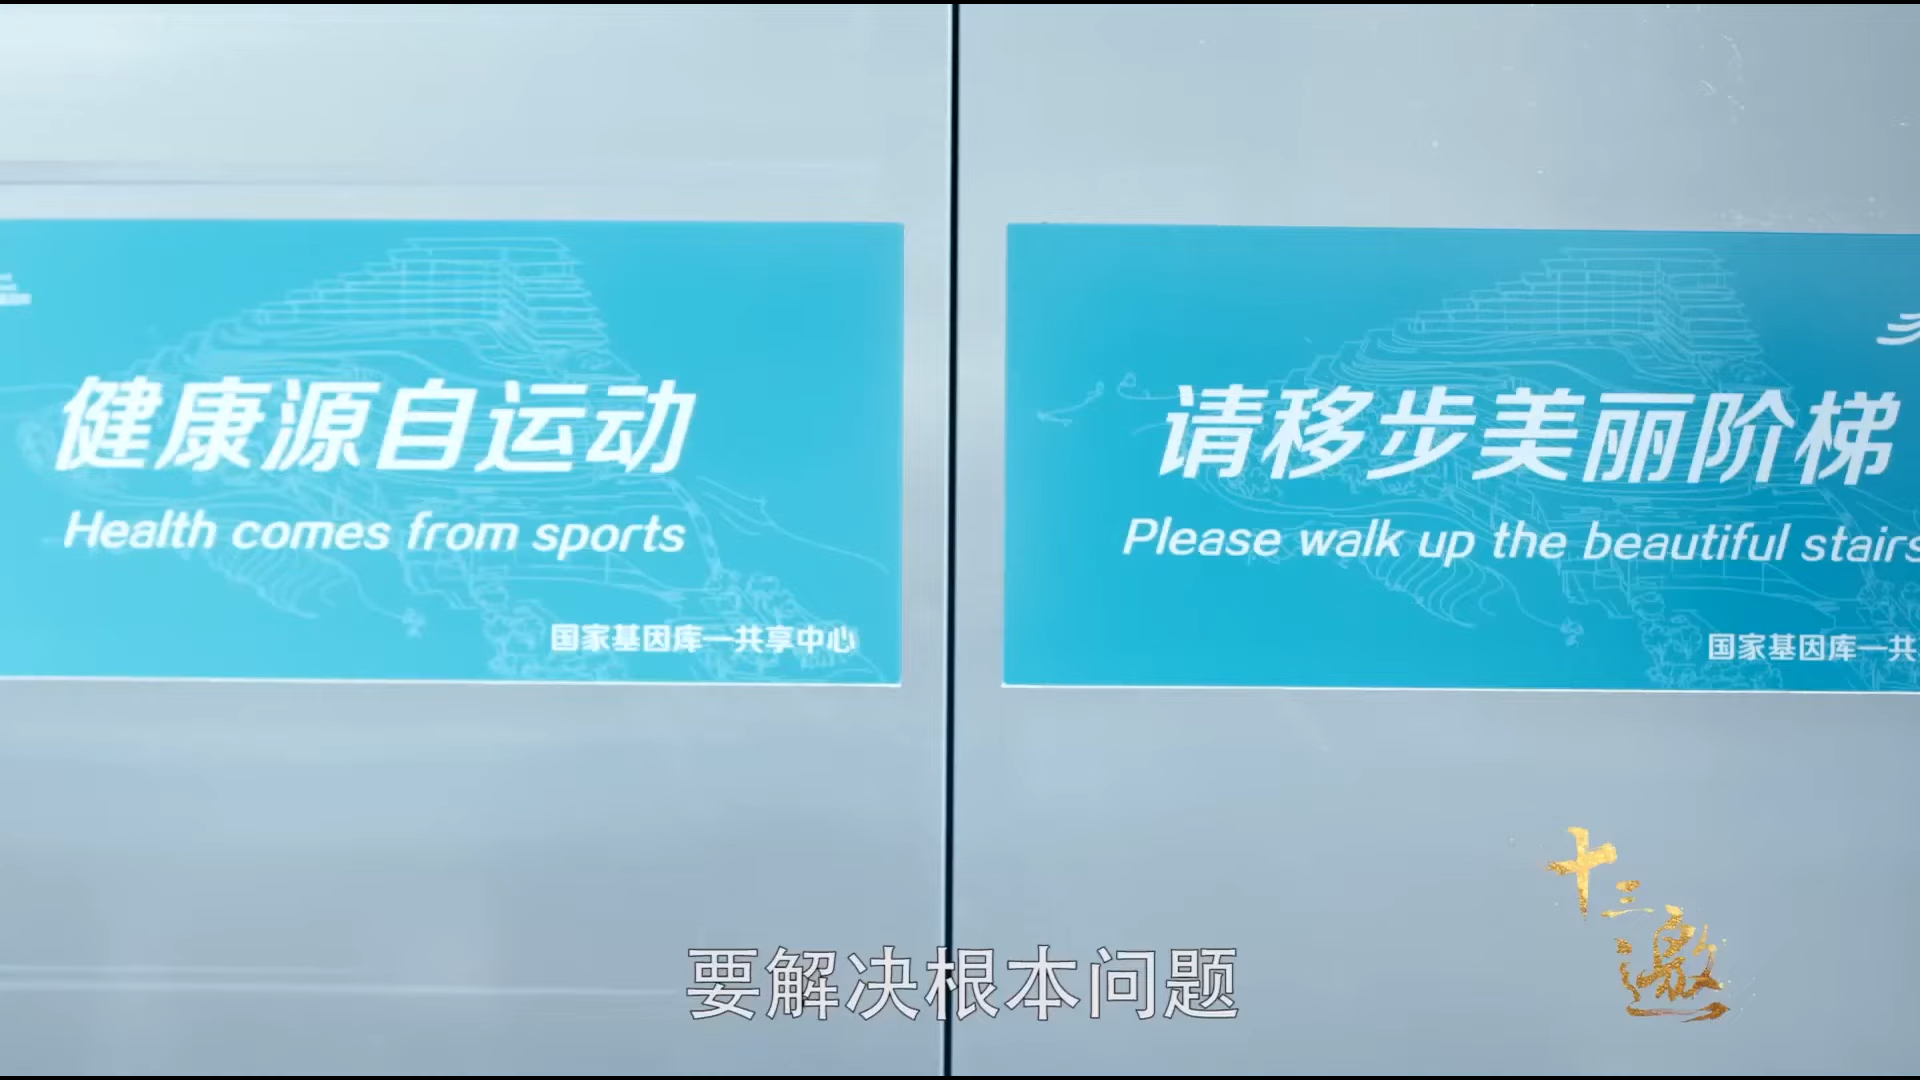 健康源自运动
Health comes from sports
国家基因库—共享中心
请移步美丽阶梯
Please walk up the beautiful stairs
国家基因库—共
十三邀
要解决根本问题